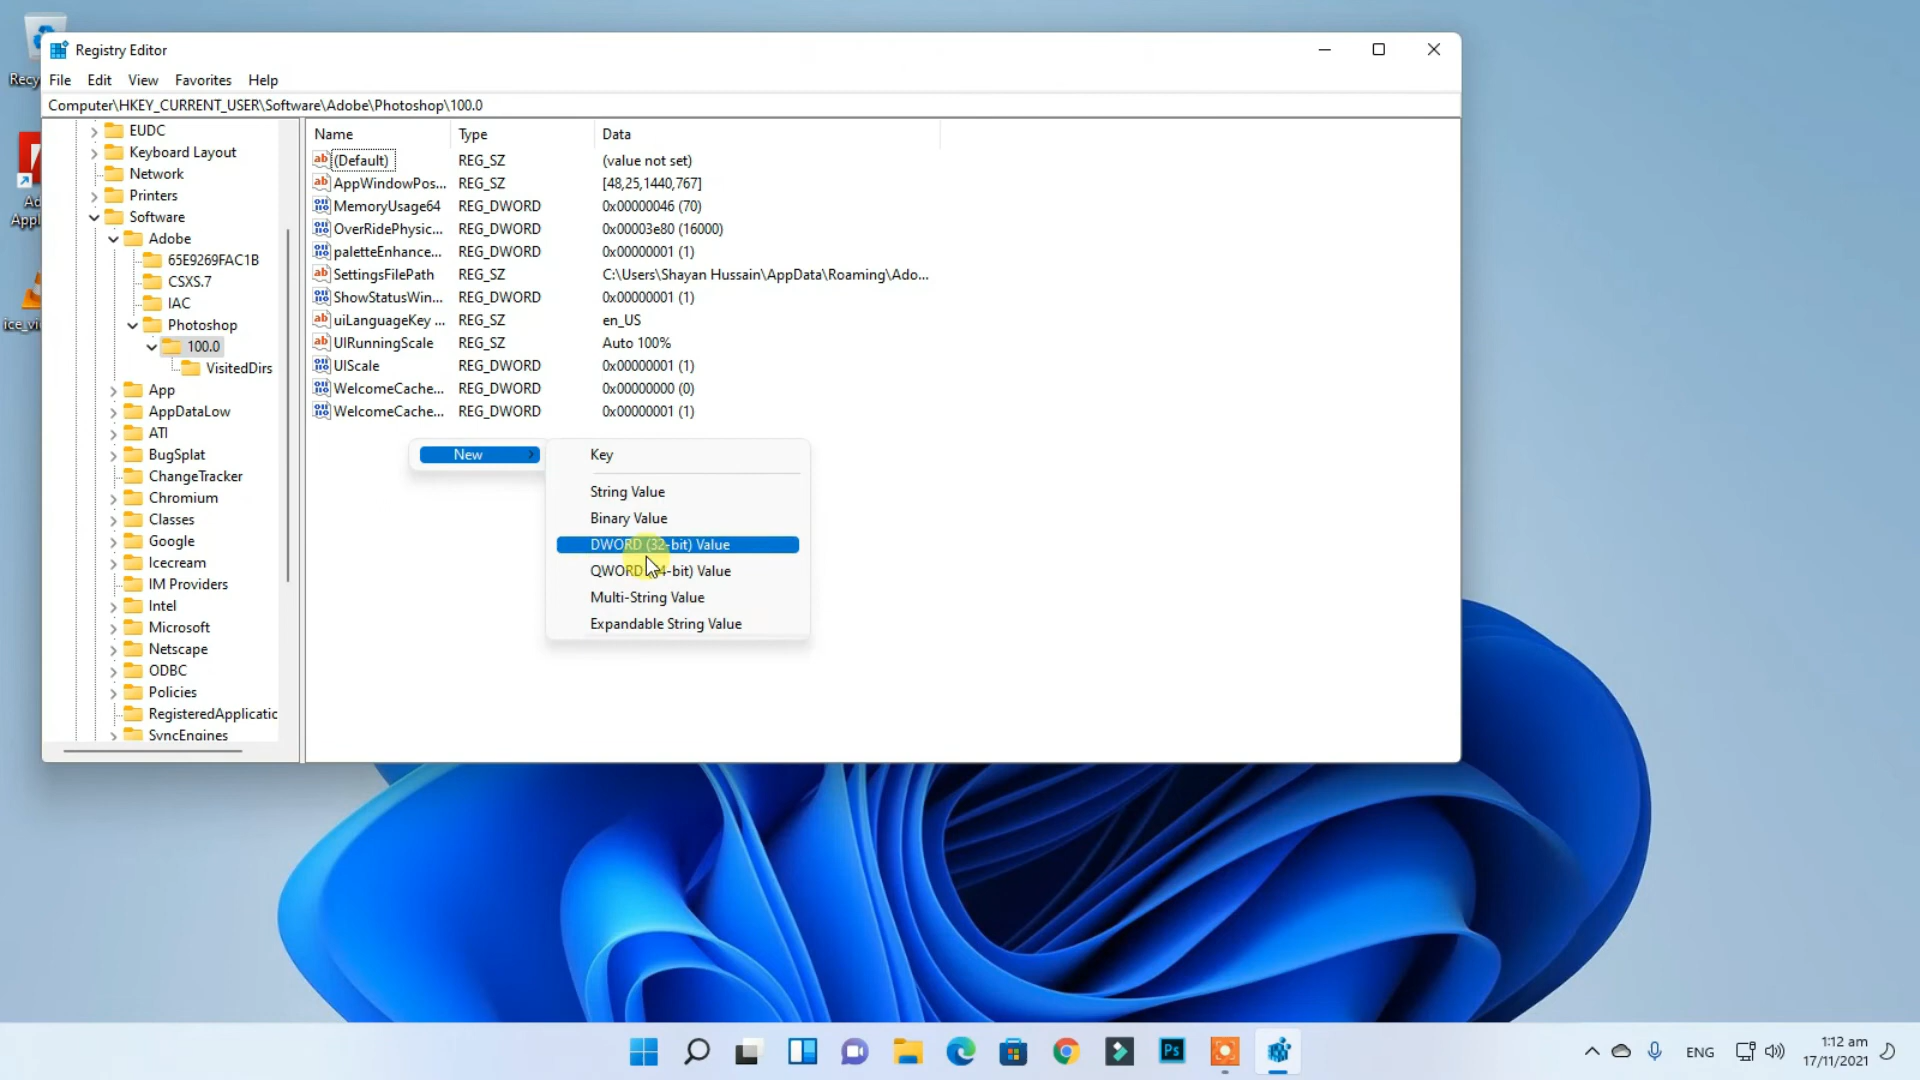 Registry Editor
File Edit View Favorites Help
Computer\HKEY_CURRENT_USER\Software\Adobe\Photoshop\100.0
EUDC
Keyboard Layout
Network
Printers
Software
Adobe
65E9269FAC1B
CSXS.7
IAC
Photoshop
100.0
VisitedDirs
App
AppDataLow
ATI
BugSplat
ChangeTracker
Chromium
Classes
Google
Icecream
IM Providers
Intel
Microsoft
Netscape
ODBC
Policies
RegisteredApplicatic
SyncEngines
Name Type Data
(Default) REG_SZ (value not set)
AppWindowPos... REG_SZ [48,25,1440,767]
MemoryUsage64 REG_DWORD 0x00000046 (70)
OverRidePhysic... REG_DWORD 0x00003e80 (16000)
paletteEnhance... REG_DWORD 0x00000001 (1)
SettingsFilePath REG_SZ C:\Users\Shayan Hussain\AppData\Roaming\Ado...
ShowStatusWin... REG_DWORD 0x00000001 (1)
uiLanguageKey ... REG_SZ en_US
UIRunningScale REG_SZ Auto 100%
UIScale REG_DWORD 0x00000001 (1)
WelcomeCache... REG_DWORD 0x00000000 (0)
WelcomeCache... REG_DWORD 0x00000001 (1)
New
Key
String Value
Binary Value
DWORD (32-bit) Value
QWORD -bit) Value
Multi-String Value
Expandable String Value
Ps
ENG
1:12 am
17/11/2021